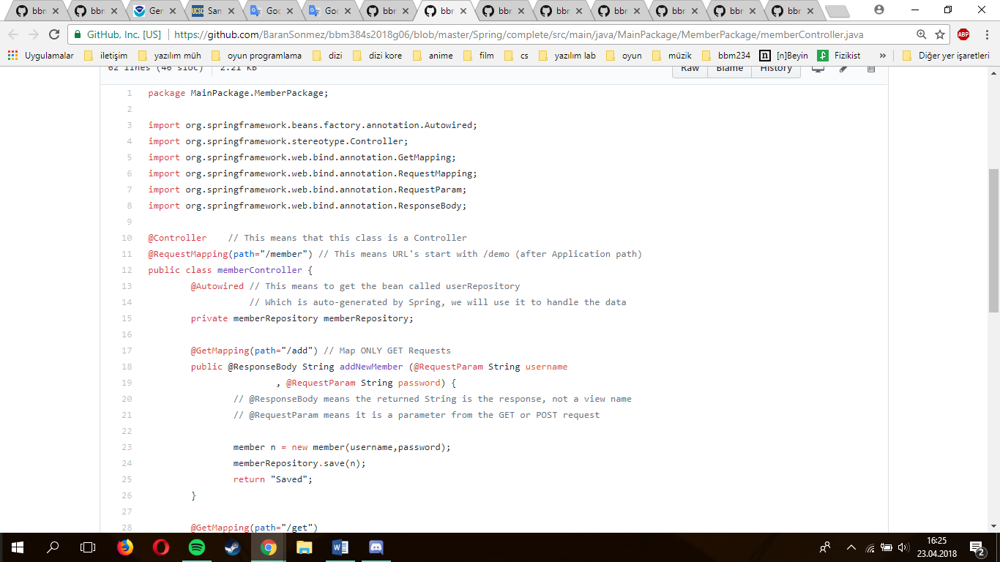 bbr
bbn
Ger
UCSC
San
Goc
Goc
bbr
bbr
bbr
bbr
bbr
bbr
bbr
bbr
GitHub, Inc. [US] | https://github.com/BaranSonmez/bbm384s2018g06/blob/master/Spring/complete/src/main/java/MainPackage/MemberPackage/memberController.java
ABP
Uygulamalar iletişim yazılım müh oyun programlama dizi dizi kore anime film cs yazılım lab oyun müzik bbm234 [n]Beyin Fizikist » Diğer yer işaretleri
62 lines (46 sloc) 2.21 KB Raw Blame History
1 package MainPackage.MemberPackage;
2
3 import org.springframework.beans.factory.annotation.Autowired;
4 import org.springframework.stereotype.Controller;
5 import org.springframework.web.bind.annotation.GetMapping;
6 import org.springframework.web.bind.annotation.RequestMapping;
7 import org.springframework.web.bind.annotation.RequestParam;
8 import org.springframework.web.bind.annotation.ResponseBody;
9
10 @Controller // This means that this class is a Controller
11 @RequestMapping(path="/member") // This means URL's start with /demo (after Application path)
12 public class memberController {
13 @Autowired // This means to get the bean called userRepository
14 // Which is auto-generated by Spring, we will use it to handle the data
15 private memberRepository memberRepository;
16
17 @GetMapping(path="/add") // Map ONLY GET Requests
18 public @ResponseBody String addNewMember (@RequestParam String username
19 , @RequestParam String password) {
20 // @ResponseBody means the returned String is the response, not a view name
21 // @RequestParam means it is a parameter from the GET or POST request
22
23 member n = new member(username,password);
24 memberRepository.save(n);
25 return "Saved";
26 }
27
28 @GetMapping(path="/get")
16:25
23.04.2018
2